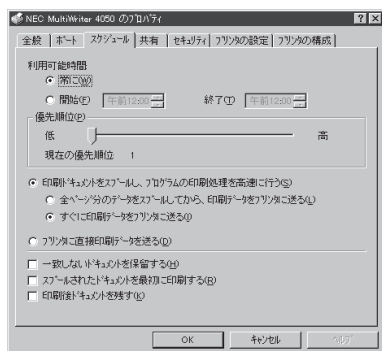 NEC MultiWriter 4050 のﾌﾟﾛﾊﾟﾃｨ
全般 ﾎﾟｰﾄ ｽｹｼﾞｭｰﾙ 共有 ｾｷｭﾘﾃｨ ﾌﾟﾘﾝﾀの設定 ﾌﾟﾘﾝﾀの構成
利用可能時間
常に(W)
開始(F) 午前12:00 終了(T) 午前12:00
優先順位(P)
低 高
現在の優先順位 1
印刷ﾄﾞｷｭﾒﾝﾄをｽﾌﾟｰﾙし、ﾌﾟﾛｸﾞﾗﾑの印刷処理を高速に行う(S)
全ﾍﾟｰｼﾞ分のﾃﾞｰﾀをｽﾌﾟｰﾙしてから、印刷ﾃﾞｰﾀをﾌﾟﾘﾝﾀに送る(L)
すぐに印刷ﾃﾞｰﾀをﾌﾟﾘﾝﾀに送る(I)
ﾌﾟﾘﾝﾀに直接印刷ﾃﾞｰﾀを送る(D)
一致しないﾄﾞｷｭﾒﾝﾄを保留する(H)
ｽﾌﾟｰﾙされたﾄﾞｷｭﾒﾝﾄを最初に印刷する(R)
印刷後ﾄﾞｷｭﾒﾝﾄを残す(K)
OK ｷｬﾝｾﾙ ﾍﾙﾌﾟ